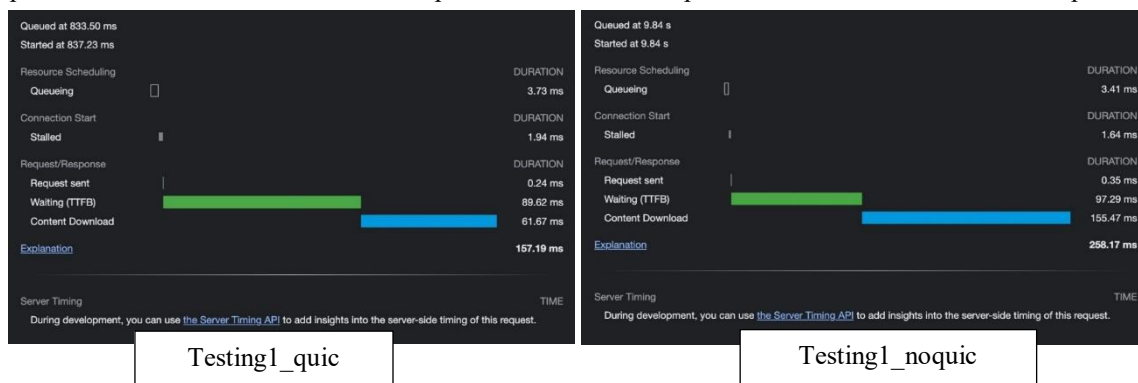 Queued at 833.50 ms
Started at 837.23 ms
Resource Scheduling DURATION
Queueing 3.73 ms
Connection Start DURATION
Stalled 1.94 ms
Request/Response DURATION
Request sent 0.24 ms
Waiting (TTFB) 89.62 ms
Content Download 61.67 ms
Explanation 157.19 ms
Server Timing TIME
During development, you can use the Server Timing API to add insights into the server-side timing of this request.
Testing1_quic
Queued at 9.84 s
Started at 9.84 s
Resource Scheduling DURATION
Queueing 3.41 ms
Connection Start DURATION
Stalled 1.64 ms
Request/Response DURATION
Request sent 0.35 ms
Waiting (TTFB) 97.29 ms
Content Download 155.47 ms
Explanation 258.17 ms
Server Timing TIME
During development, you can use the Server Timing API to add insights into the server-side timing of this request.
Testing1_noquic